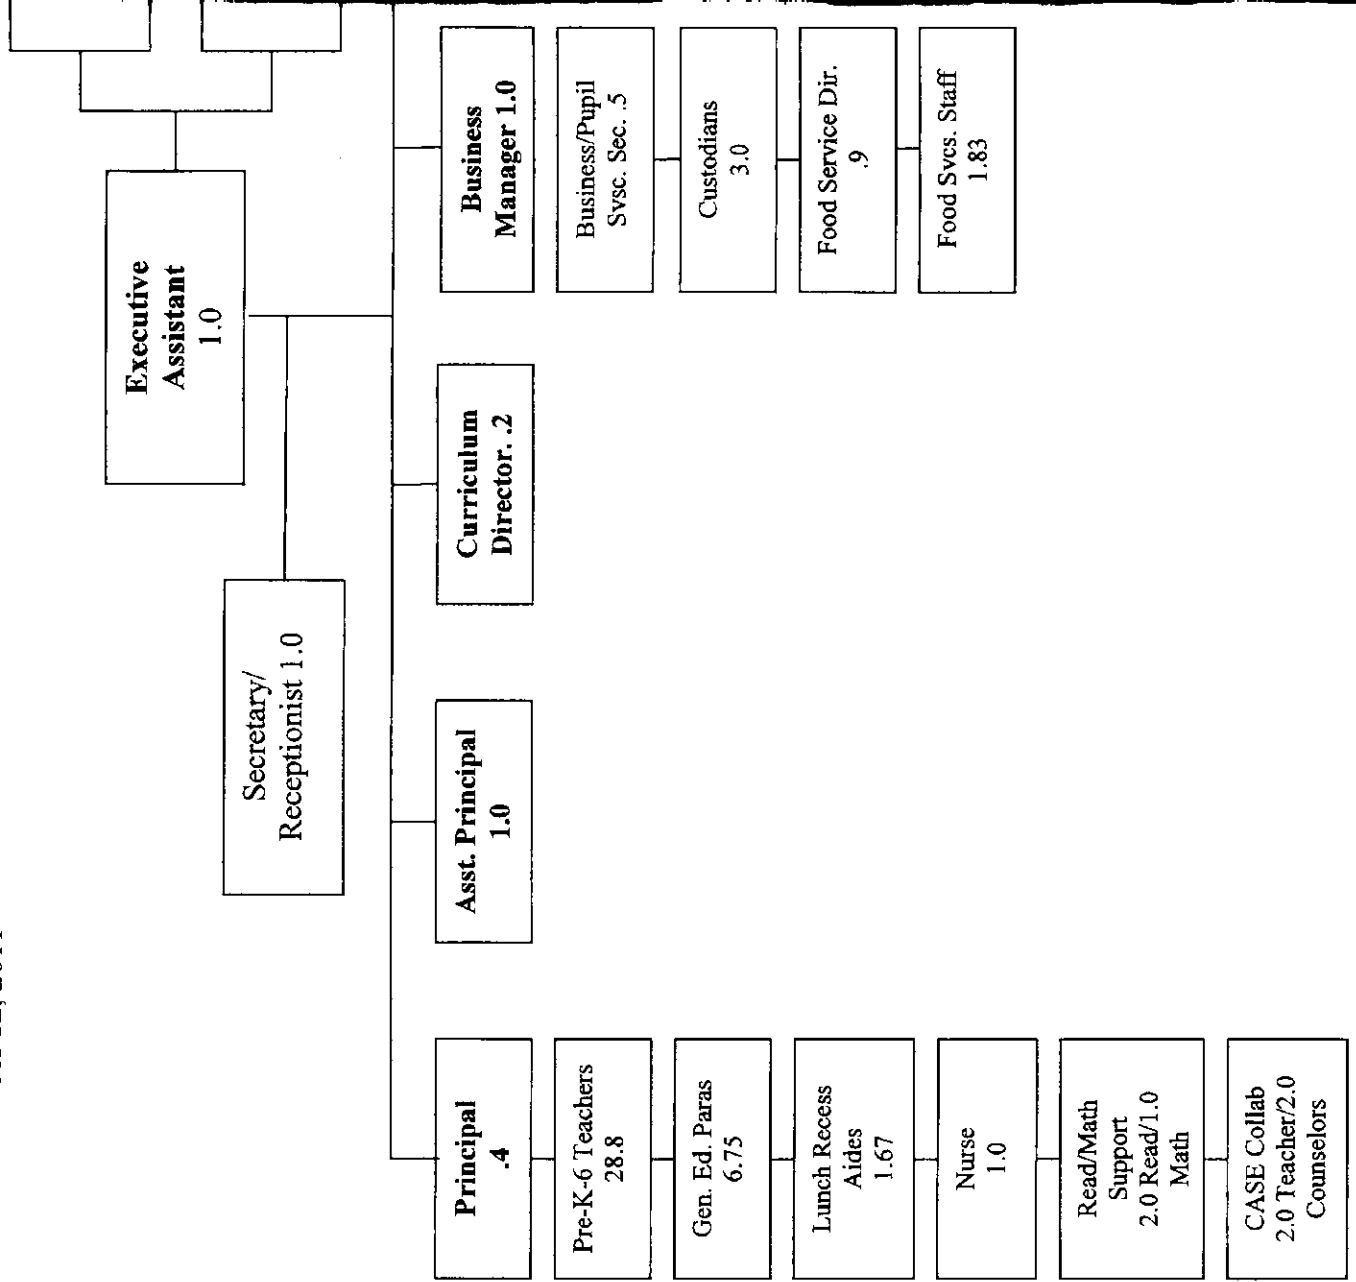 Executive
Assistant
1.0
Secretary/
Receptionist 1.0
Principal
.4
Asst. Principal
1.0
Curriculum
Director. .2
Business
Manager 1.0
Pre-K-6 Teachers
28.8
Business/Pupil
Svsc. Sec. .5
Gen. Ed. Paras
6.75
Custodians
3.0
Lunch Recess
Aides
1.67
Food Service Dir.
.9
Nurse
1.0
Food Svcs. Staff
1.83
Read/Math
Support
2.0 Read/1.0
Math
CASE Collab
2.0 Teacher/2.0
Counselors